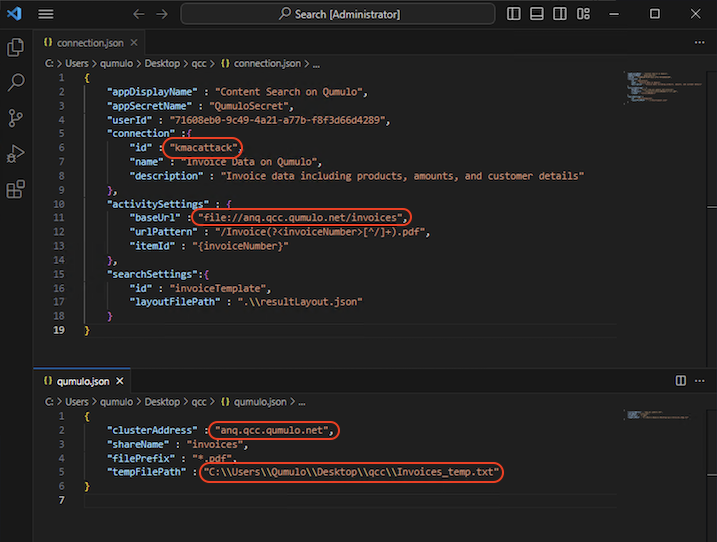 Search [Administrator]
connection.json
C: > Users > qumulo > Desktop > qcc > {} connection.json > ...
1 {
2 "appDisplayName" : "Content Search on Qumulo",
3 "appSecretName" : "QumuloSecret",
4 "userId" : "71608eb0-9c49-4a21-a77b-f8f3d66d4289",
5 "connection" :{
6 "id" : "kmacattack",
7 "name" : "Invoice Data on Qumulo",
8 "description" : "Invoice data including products, amounts, and customer details"
9 },
10 "activitySettings" : {
11 "baseUrl" : "file://anq.qcc.qumulo.net/invoices",
12 "urlPattern" : "/Invoice(?<invoiceNumber>[^/]+).pdf",
13 "itemId" : "{invoiceNumber}"
14 },
15 "searchSettings":{
16 "id" : "invoiceTemplate",
17 "layoutFilePath" : ".\\resultLayout.json"
18 }
19 }
{} qumulo.json
C: > Users > qumulo > Desktop > qcc > {} qumulo.json > ...
1 {
2 "clusterAddress" : "anq.qcc.qumulo.net",
3 "shareName" : "invoices",
4 "filePrefix" : "*.pdf",
5 "tempFilePath" : "C:\\Users\\Qumulo\\Desktop\\qcc\\Invoices_temp.txt"
6 }
7